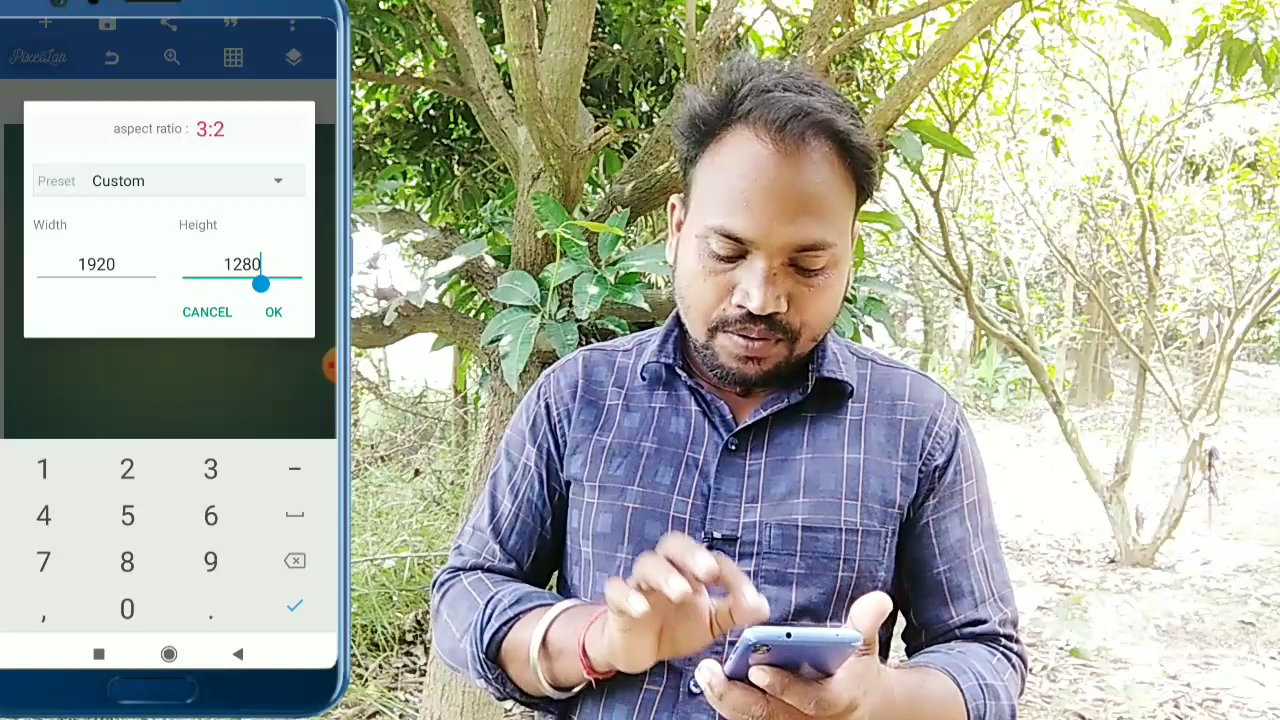 PixelLab
aspect ratio : 3:2
Preset Custom
Width Height
1920 1280
CANCEL OK
1 2 3 -
4 5 6
7 8 9
, 0 .